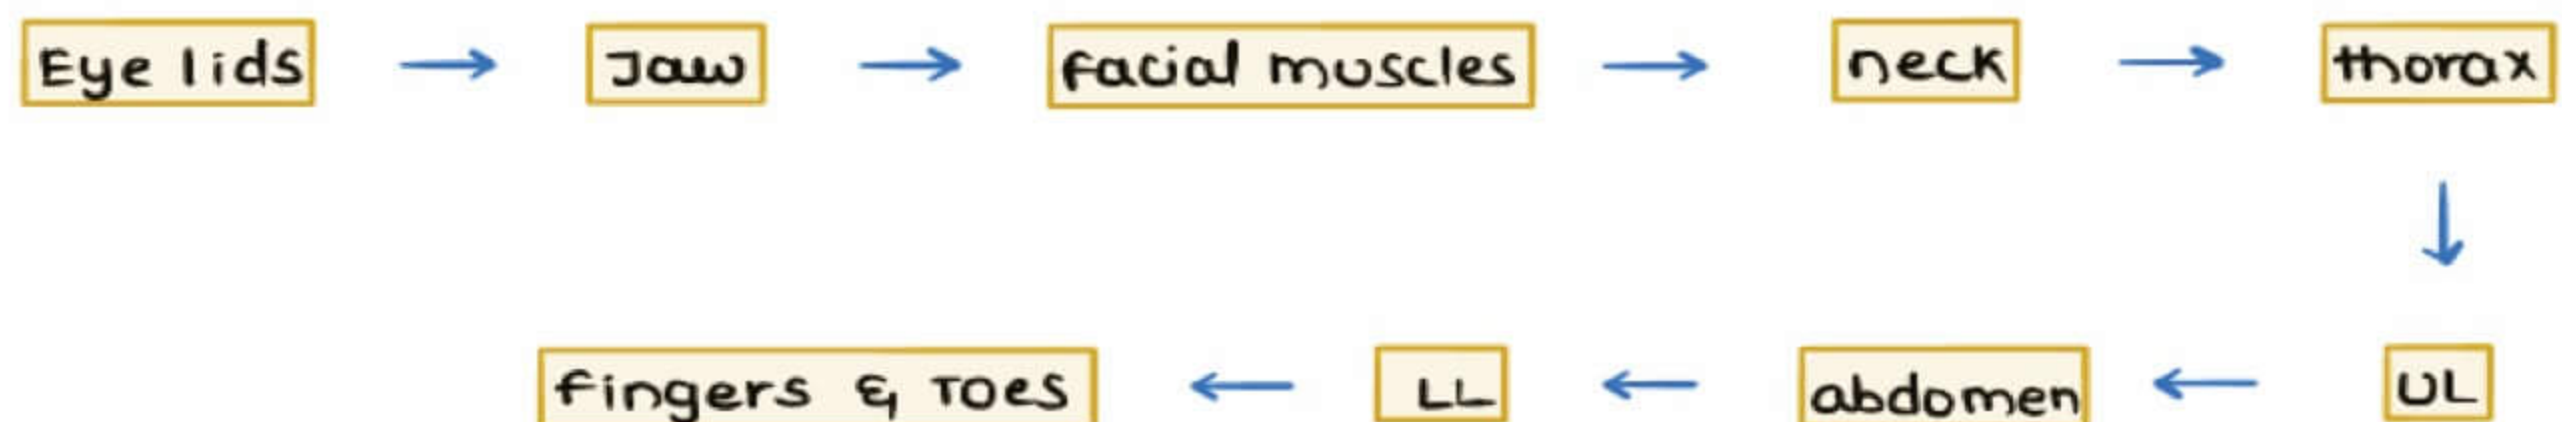 Eye lids → Jaw → facial muscles → neck → thorax
↓
fingers & Toes ← LL ← abdomen ← UL